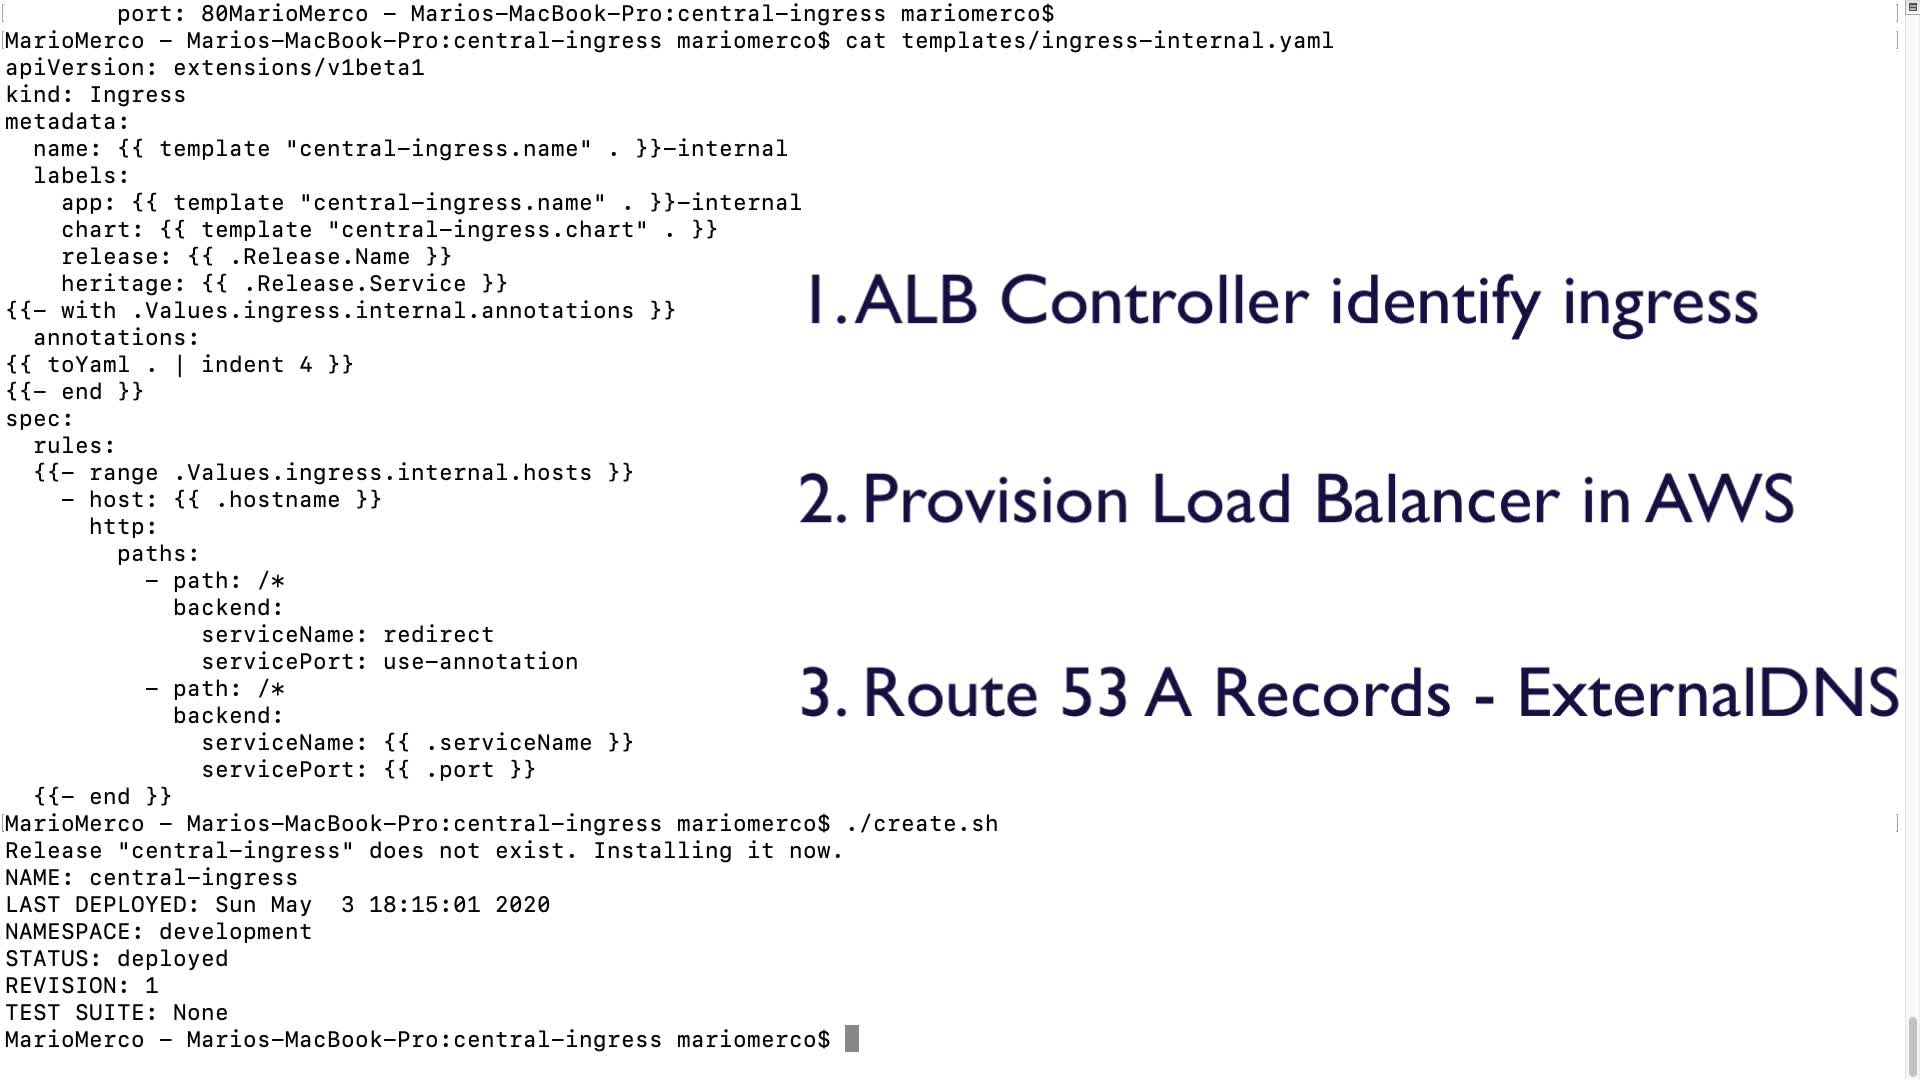 port: 80MarioMerco - Marios-MacBook-Pro:central-ingress mariomerco$
MarioMerco - Marios-MacBook-Pro:central-ingress mariomerco$ cat templates/ingress-internal.yaml
apiVersion: extensions/v1beta1
kind: Ingress
metadata:
  name: {{ template "central-ingress.name" . }}-internal
  labels:
    app: {{ template "central-ingress.name" . }}-internal
    chart: {{ template "central-ingress.chart" . }}
    release: {{ .Release.Name }}
    heritage: {{ .Release.Service }}
{{- with .Values.ingress.internal.annotations }}
  annotations:
{{ toYaml . | indent 4 }}
{{- end }}
spec:
  rules:
  {{- range .Values.ingress.internal.hosts }}
    - host: {{ .hostname }}
      http:
        paths:
          - path: /*
            backend:
              serviceName: redirect
              servicePort: use-annotation
          - path: /*
            backend:
              serviceName: {{ .serviceName }}
              servicePort: {{ .port }}
  {{- end }}
MarioMerco - Marios-MacBook-Pro:central-ingress mariomerco$ ./create.sh
Release "central-ingress" does not exist. Installing it now.
NAME: central-ingress
LAST DEPLOYED: Sun May  3 18:15:01 2020
NAMESPACE: development
STATUS: deployed
REVISION: 1
TEST SUITE: None
MarioMerco - Marios-MacBook-Pro:central-ingress mariomerco$
1. ALB Controller identify ingress
2. Provision Load Balancer in AWS
3. Route 53 A Records - ExternalDNS